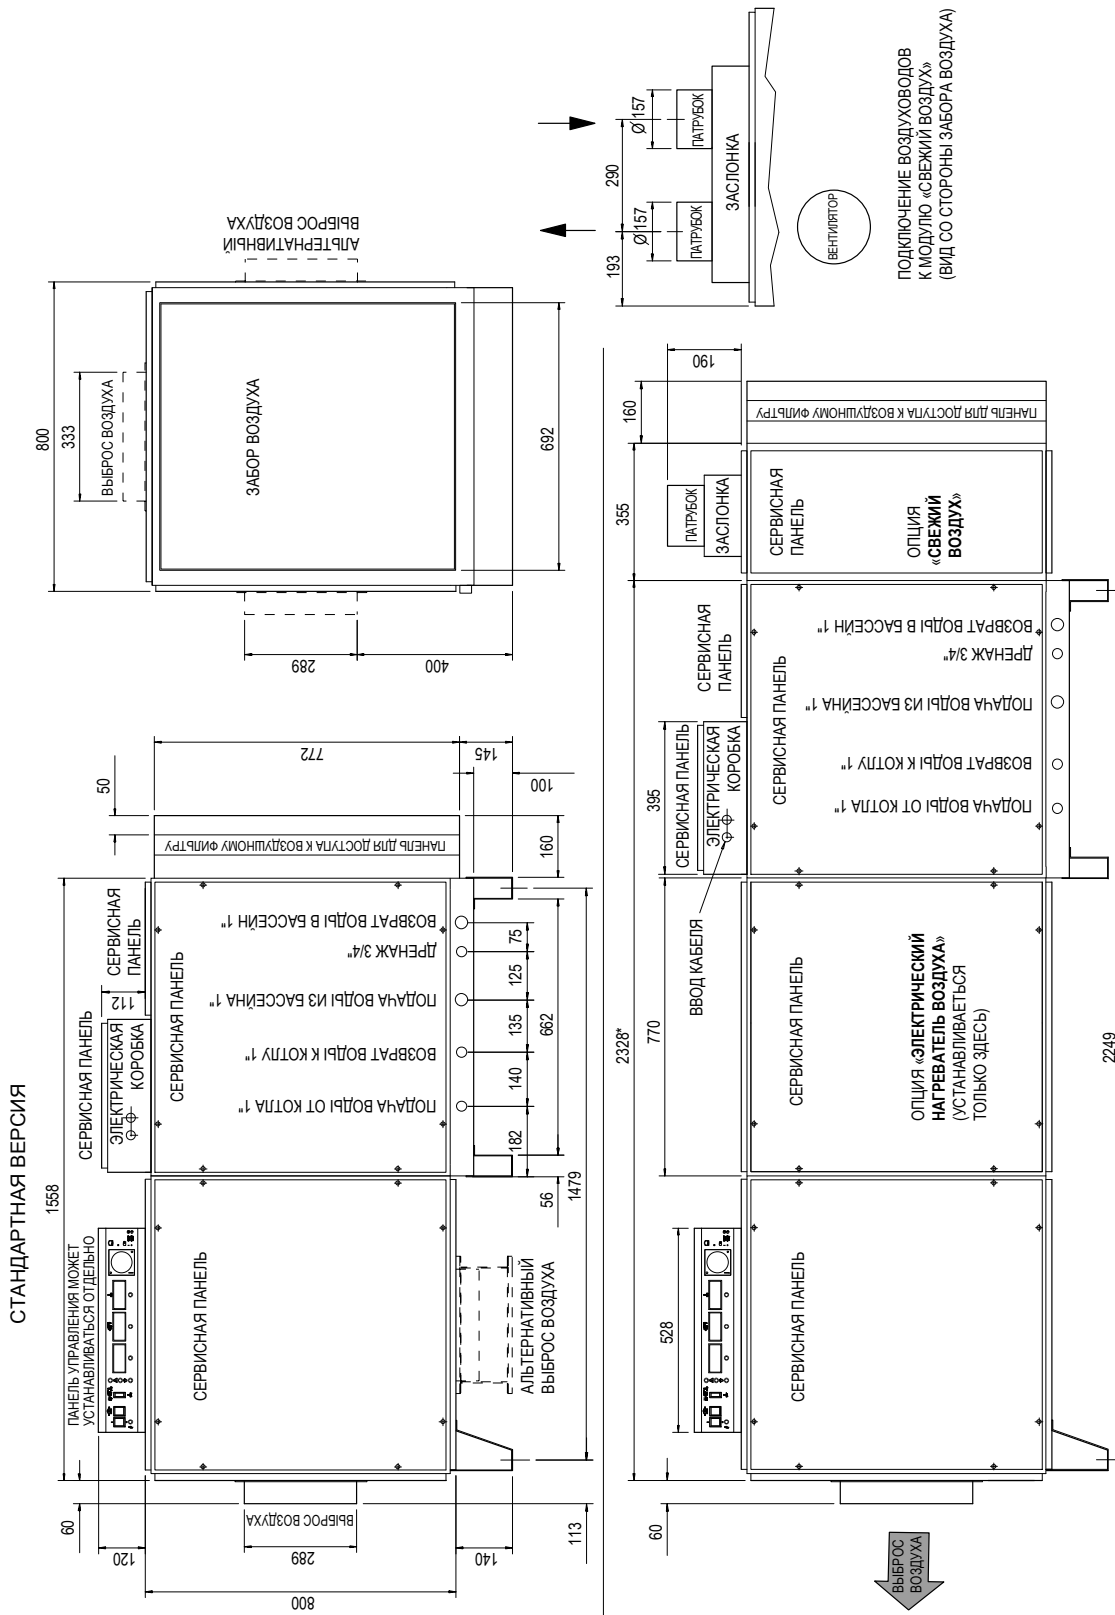 СТАНДАРТНАЯ ВЕРСИЯ
1558
60
120
ПАНЕЛЬ УПРАВЛЕНИЯ МОЖЕТ
УСТАНАВЛИВАТЬСЯ ОТДЕЛЬНО
СЕРВИСНАЯ ПАНЕЛЬ
112
ЭЛЕКТРИЧЕСКАЯ
КОРОБКА
СЕРВИСНАЯ
ПАНЕЛЬ
50
СЕРВИСНАЯ ПАНЕЛЬ
СЕРВИСНАЯ ПАНЕЛЬ
ПОДАЧА ВОДЫ ОТ КОТЛА 1"
ВОЗВРАТ ВОДЫ К КОТЛУ 1"
ПОДАЧА ВОДЫ ИЗ БАССЕЙНА 1"
ДРЕНАЖ 3/4"
ВОЗВРАТ ВОДЫ В БАССЕЙН 1"
ПАНЕЛЬ ДЛЯ ДОСТУПА К ВОЗДУШНОМУ ФИЛЬТРУ
772
145
100
160
800
289
ВЫБРОС ВОЗДУХА
140
АЛЬТЕРНАТИВНЫЙ
ВЫБРОС ВОЗДУХА
56
182
140
135
125
75
662
1479
113
800
333
ВЫБРОС ВОЗДУХА
АЛЬТЕРНАТИВНЫЙ
ВЫБРОС ВОЗДУХА
ЗАБОР ВОЗДУХА
692
289
400
193
290
Ø157
Ø157
ПАТРУБОК
ПАТРУБОК
ЗАСЛОНКА
ВЕНТИЛЯТОР
ПОДКЛЮЧЕНИЕ ВОЗДУХОВОДОВ
К МОДУЛЮ «СВЕЖИЙ ВОЗДУХ»
(ВИД СО СТОРОНЫ ЗАБОРА ВОЗДУХА)
2328*
355
160
190
770
395
528
60
ВВОД КАБЕЛЯ
СЕРВИСНАЯ ПАНЕЛЬ
ЭЛЕКТРИЧЕСКАЯ
КОРОБКА
СЕРВИСНАЯ
ПАНЕЛЬ
ПАТРУБОК
ЗАСЛОНКА
СЕРВИСНАЯ ПАНЕЛЬ
СЕРВИСНАЯ ПАНЕЛЬ
ОПЦИЯ «ЭЛЕКТРИЧЕСКИЙ
НАГРЕВАТЕЛЬ ВОЗДУХА»
(УСТАНАВЛИВАЕТЬСЯ
ТОЛЬКО ЗДЕСЬ)
СЕРВИСНАЯ ПАНЕЛЬ
ПОДАЧА ВОДЫ ОТ КОТЛА 1"
ВОЗВРАТ ВОДЫ К КОТЛУ 1"
ПОДАЧА ВОДЫ ИЗ БАССЕЙНА 1"
ДРЕНАЖ 3/4"
ВОЗВРАТ ВОДЫ В БАССЕЙН 1"
СЕРВИСНАЯ
ПАНЕЛЬ
ОПЦИЯ
«СВЕЖИЙ
ВОЗДУХ»
ПАНЕЛЬ ДЛЯ ДОСТУПА К ВОЗДУШНОМУ ФИЛЬТРУ
ВЫБРОС
ВОЗДУХА
2249